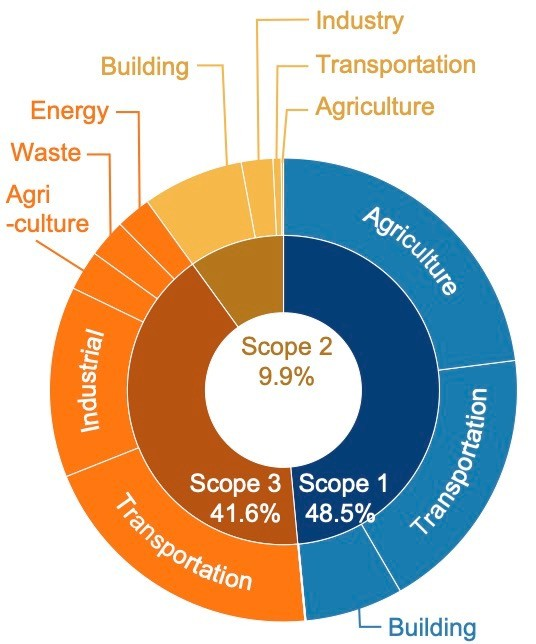 Industry
Building
Transportation
Energy
Agriculture
Waste
Agri
-culture
Agriculture
Industrial
Scope 2
9.9%
Transportation
Scope 3
41.6%
Scope 1
48.5%
Transportation
Building